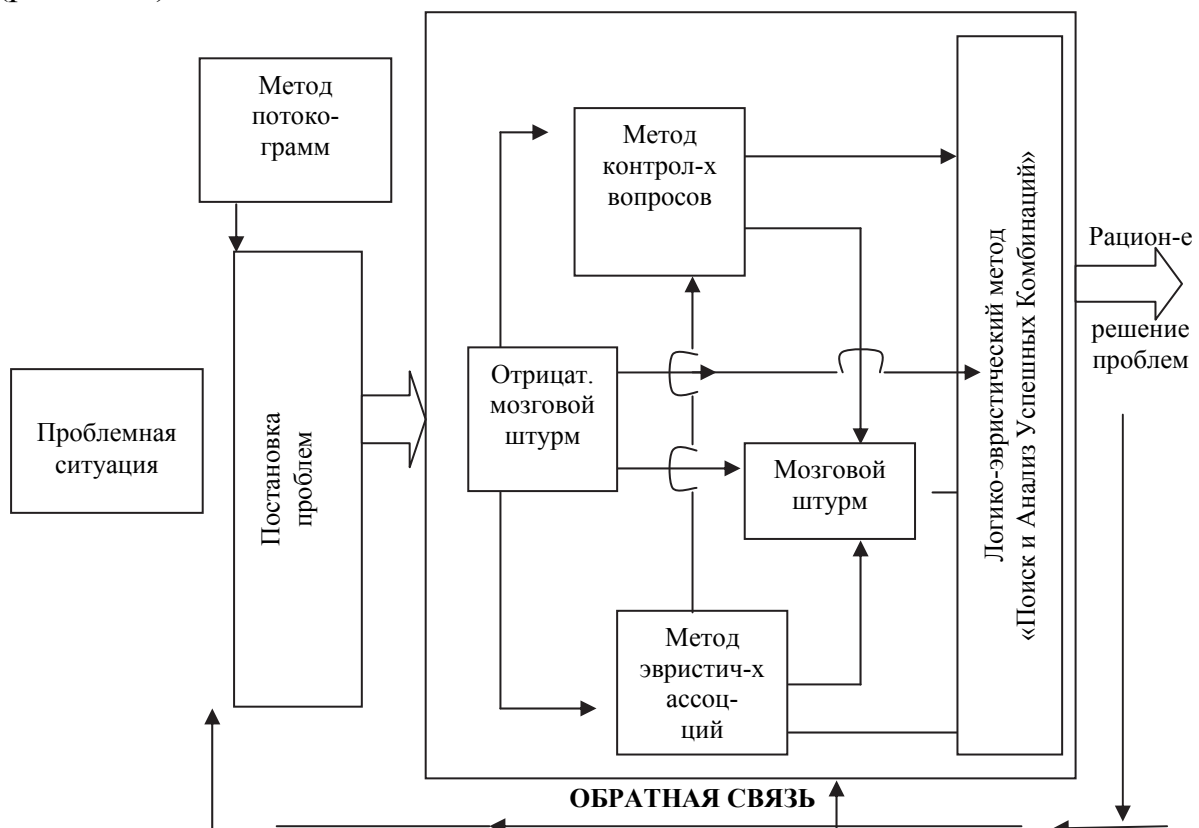 Метод
потоко-
грамм
Проблемная
ситуация
Постановка
проблем
Отрицат.
мозговой
штурм
Метод
контрол-х
вопросов
Мозговой
штурм
Метод
эвристич-х
ассоц-
ций
Логико-эвристический метод
«Поиск и Анализ Успешных Комбинаций»
Рацион-е
решение
проблем
ОБРАТНАЯ СВЯЗЬ